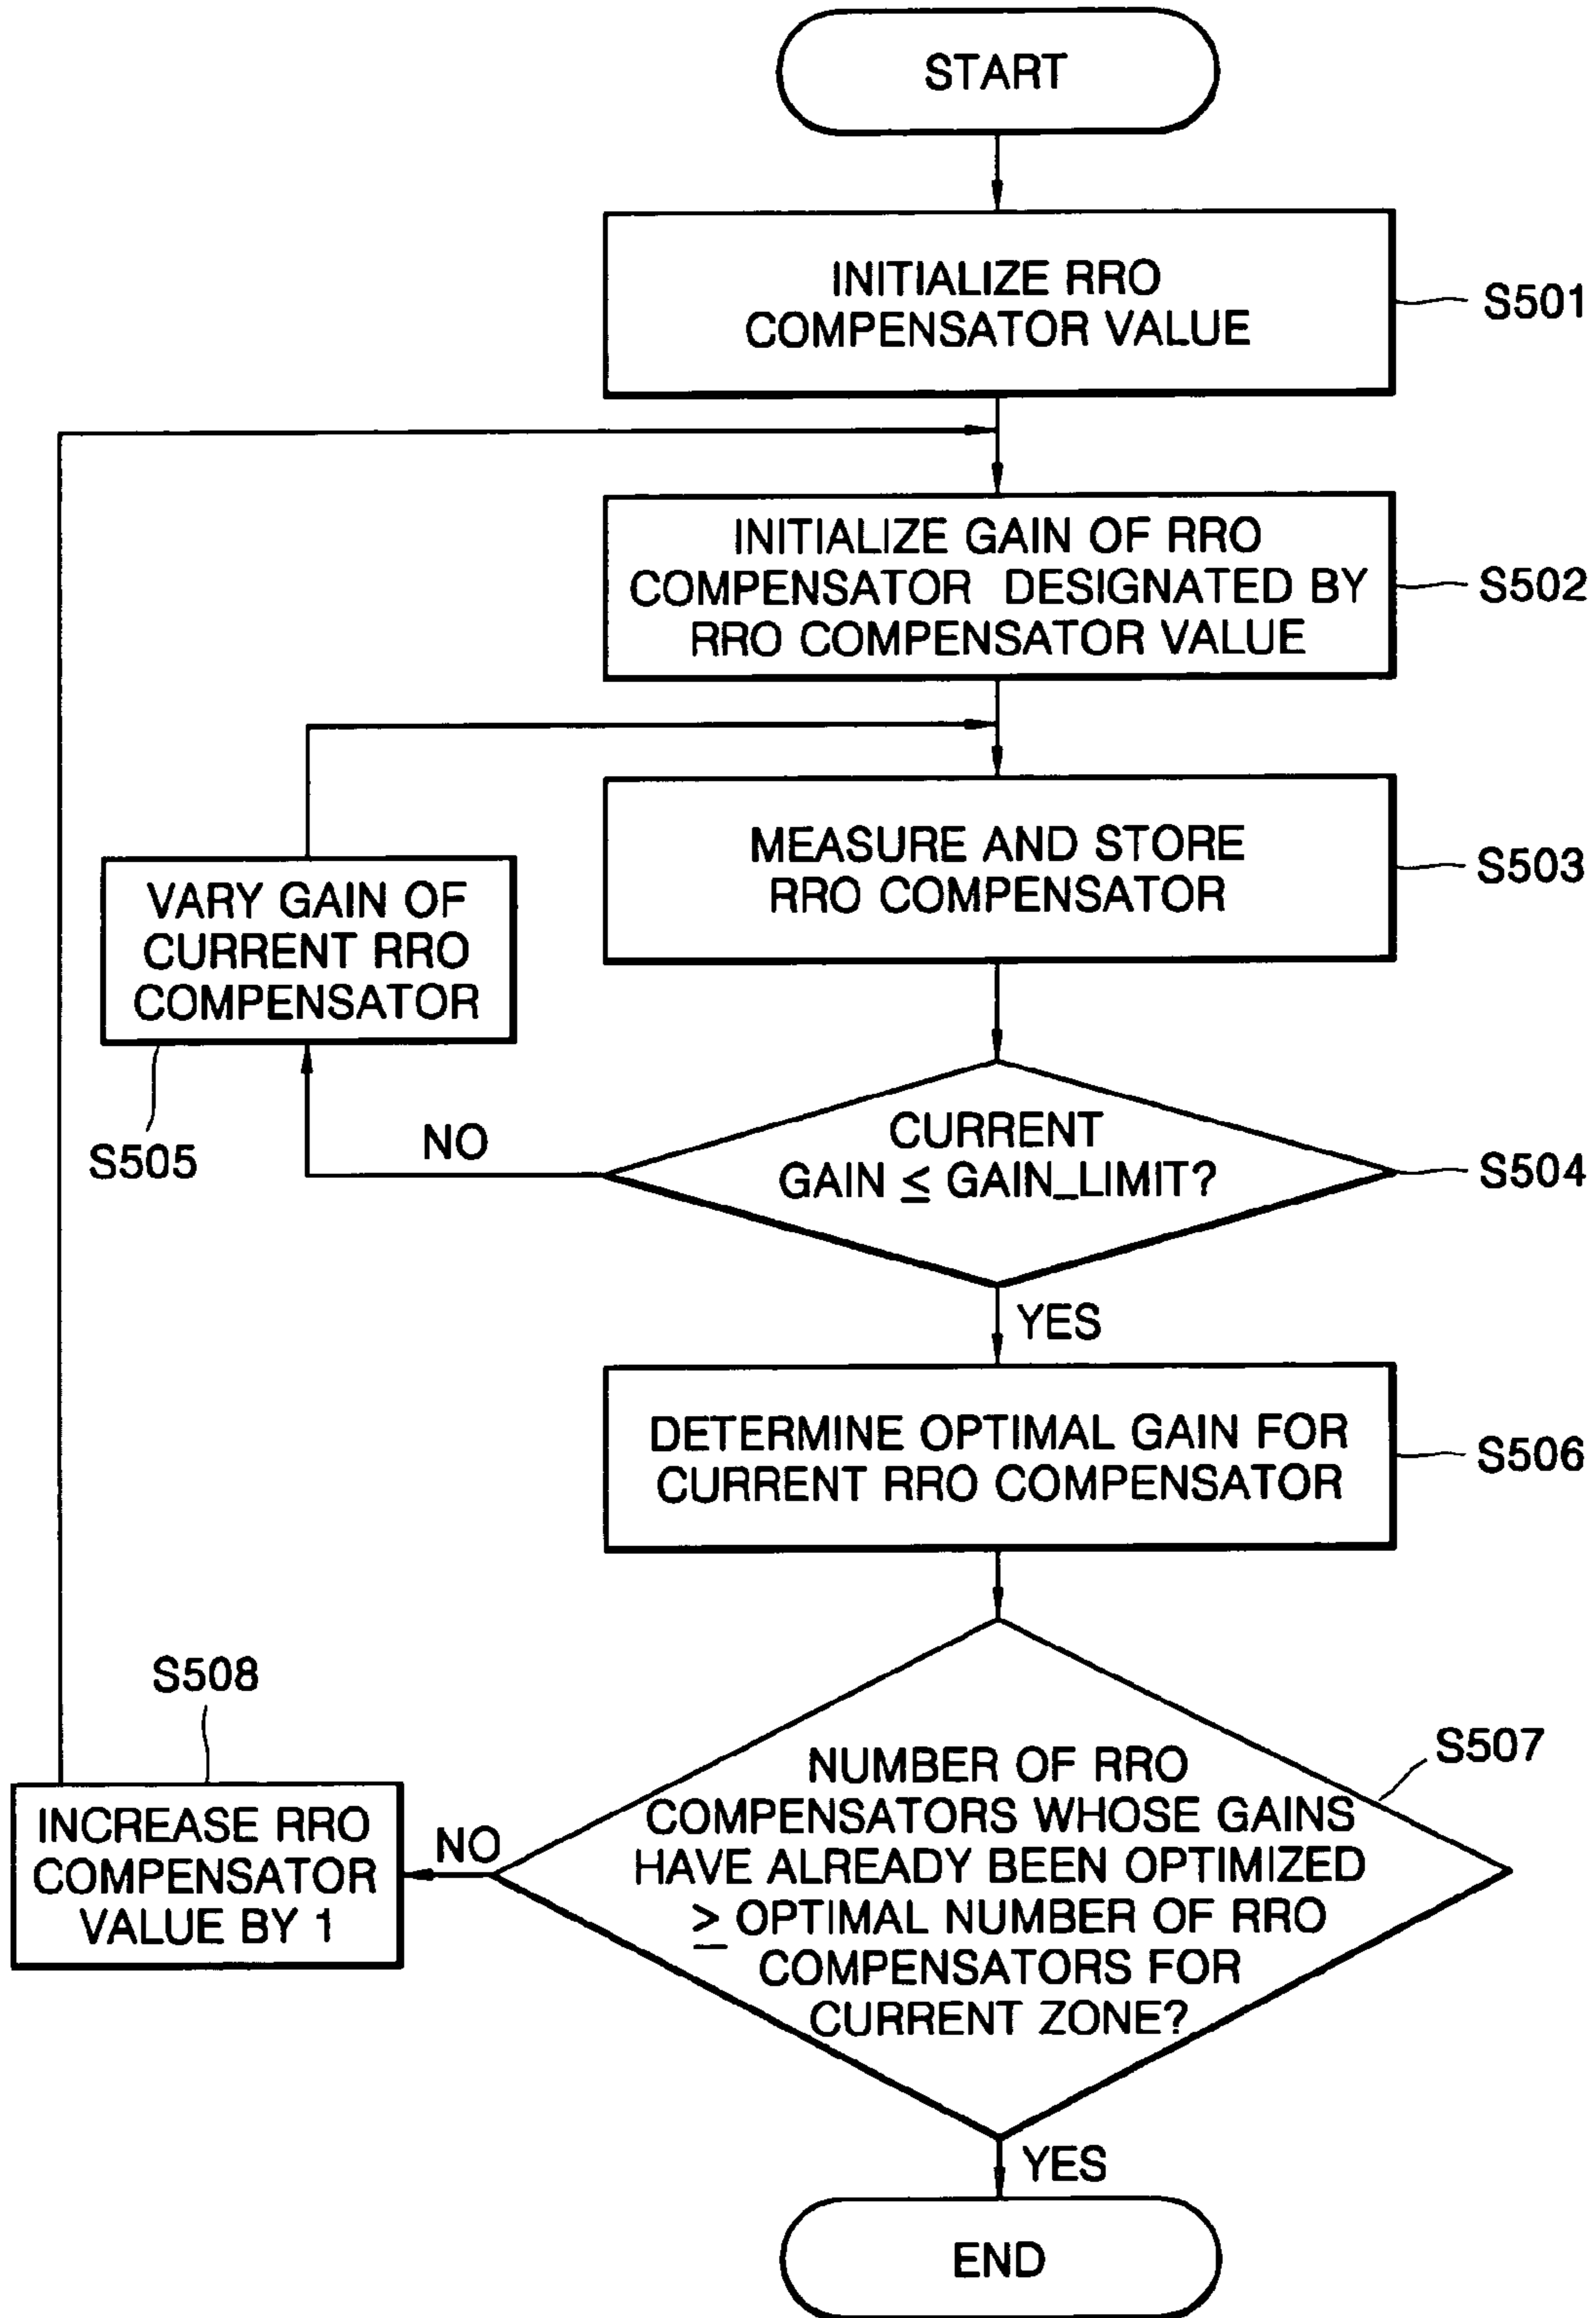 START
INITIALIZE RRO
COMPENSATOR VALUE
S501
INITIALIZE GAIN OF RRO
COMPENSATOR DESIGNATED BY
RRO COMPENSATOR VALUE
S502
MEASURE AND STORE
RRO COMPENSATOR
S503
VARY GAIN OF
CURRENT RRO
COMPENSATOR
S505
NO
CURRENT
GAIN ≤ GAIN_LIMIT?
S504
YES
DETERMINE OPTIMAL GAIN FOR
CURRENT RRO COMPENSATOR
S506
S508
INCREASE RRO
COMPENSATOR
VALUE BY 1
NO
NUMBER OF RRO
COMPENSATORS WHOSE GAINS
HAVE ALREADY BEEN OPTIMIZED
≥ OPTIMAL NUMBER OF RRO
COMPENSATORS FOR
CURRENT ZONE?
S507
YES
END